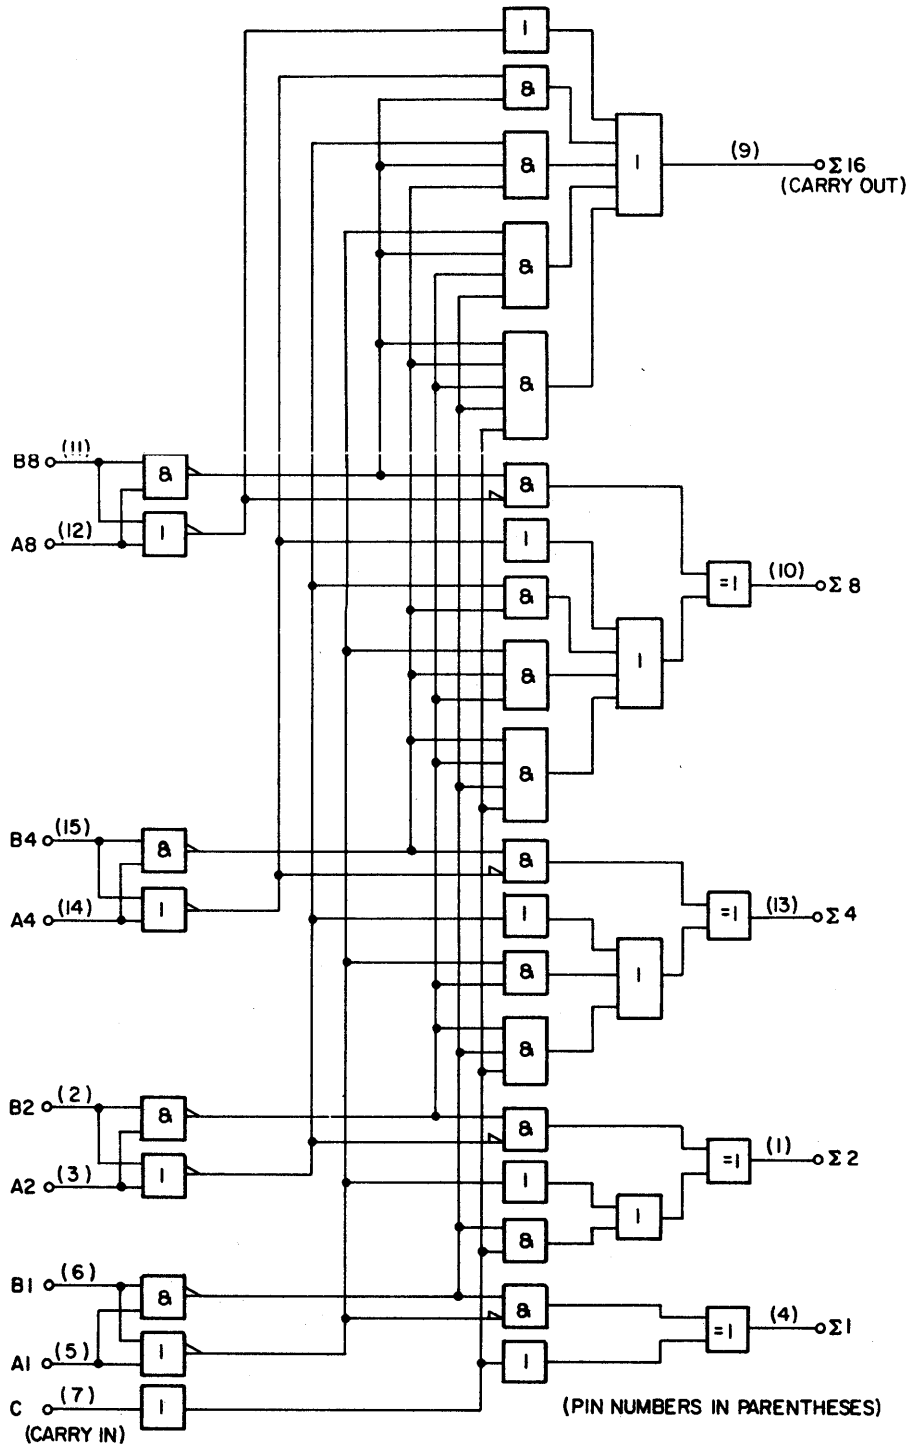 1
&
(9)
&
1
Σ16
(CARRY OUT)
&
&
B8 (11)
&
&
A8 (12)
1
1
(10)
=1
Σ8
&
1
&
&
B4 (15)
&
&
A4 (14)
1
1
=1
(13)
Σ4
&
1
&
B2 (2)
&
&
A2 (3)
1
1
=1
(1)
Σ2
1
&
B1 (6)
&
&
(4)
=1
Σ1
A1 (5)
1
1
C (7)
1
(CARRY IN)
(PIN NUMBERS IN PARENTHESES)